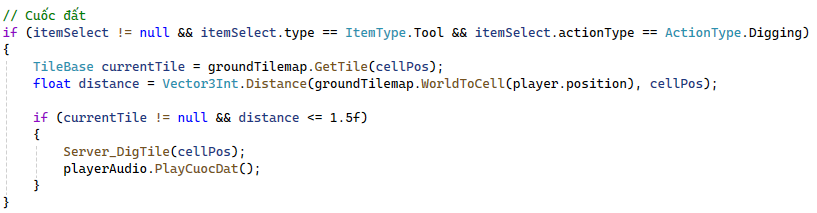 // Cuốc đất
if (itemSelect != null && itemSelect.type == ItemType.Tool && itemSelect.actionType == ActionType.Digging)
{
    TileBase currentTile = groundTilemap.GetTile(cellPos);
    float distance = Vector3Int.Distance(groundTilemap.WorldToCell(player.position), cellPos);
    if (currentTile != null && distance <= 1.5f)
    {
        Server_DigTile(cellPos);
        playerAudio.PlayCuocDat();
    }
}